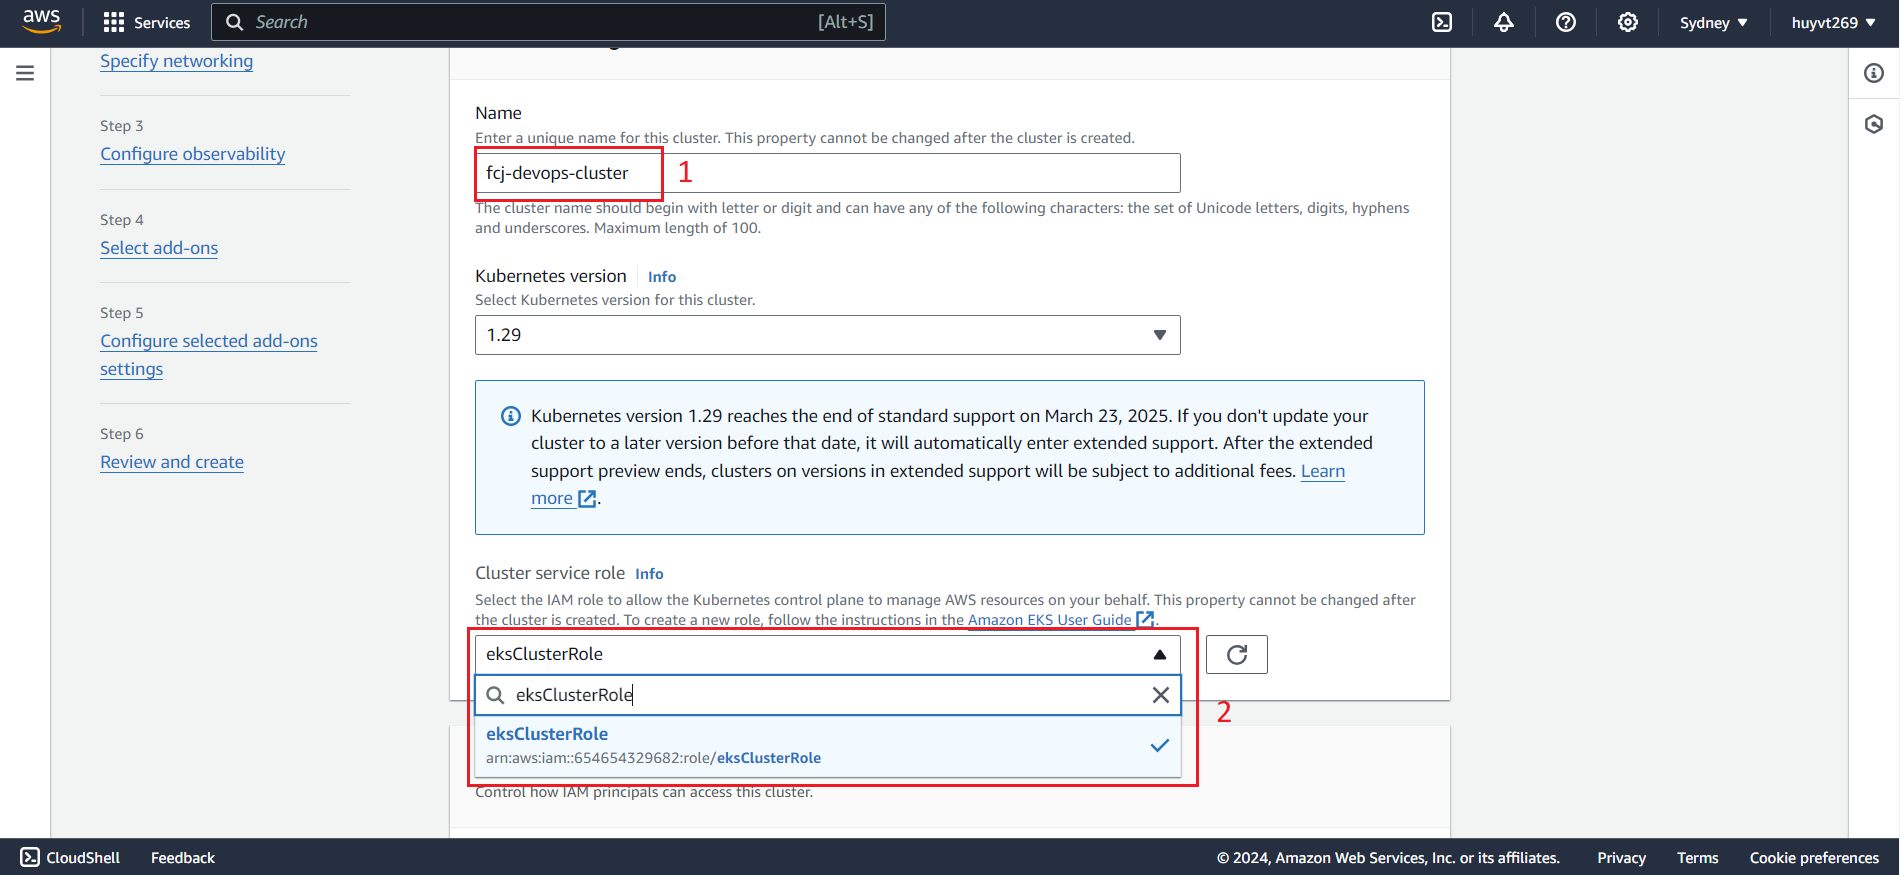 aws
Services
Search
[Alt+S]
Sydney
huyvt269
Specify networking
Step 3
Configure observability
Step 4
Select add-ons
Step 5
Configure selected add-ons
settings
Step 6
Review and create
Name
Enter a unique name for this cluster. This property cannot be changed after the cluster is created.
fcj-devops-cluster
1
The cluster name should begin with letter or digit and can have any of the following characters: the set of Unicode letters, digits, hyphens
and underscores. Maximum length of 100.
Kubernetes version Info
Select Kubernetes version for this cluster.
1.29
Kubernetes version 1.29 reaches the end of standard support on March 23, 2025. If you don't update your
cluster to a later version before that date, it will automatically enter extended support. After the extended
support preview ends, clusters on versions in extended support will be subject to additional fees. Learn
more.
Cluster service role Info
Select the IAM role to allow the Kubernetes control plane to manage AWS resources on your behalf. This property cannot be changed after
the cluster is created. To create a new role, follow the instructions in the Amazon EKS User Guide.
eksClusterRole
eksClusterRole
2
eksClusterRole
arn:aws:iam::654654329682:role/eksClusterRole
Control how IAM principals can access this cluster.
CloudShell
Feedback
© 2024, Amazon Web Services, Inc. or its affiliates.
Privacy
Terms
Cookie preferences